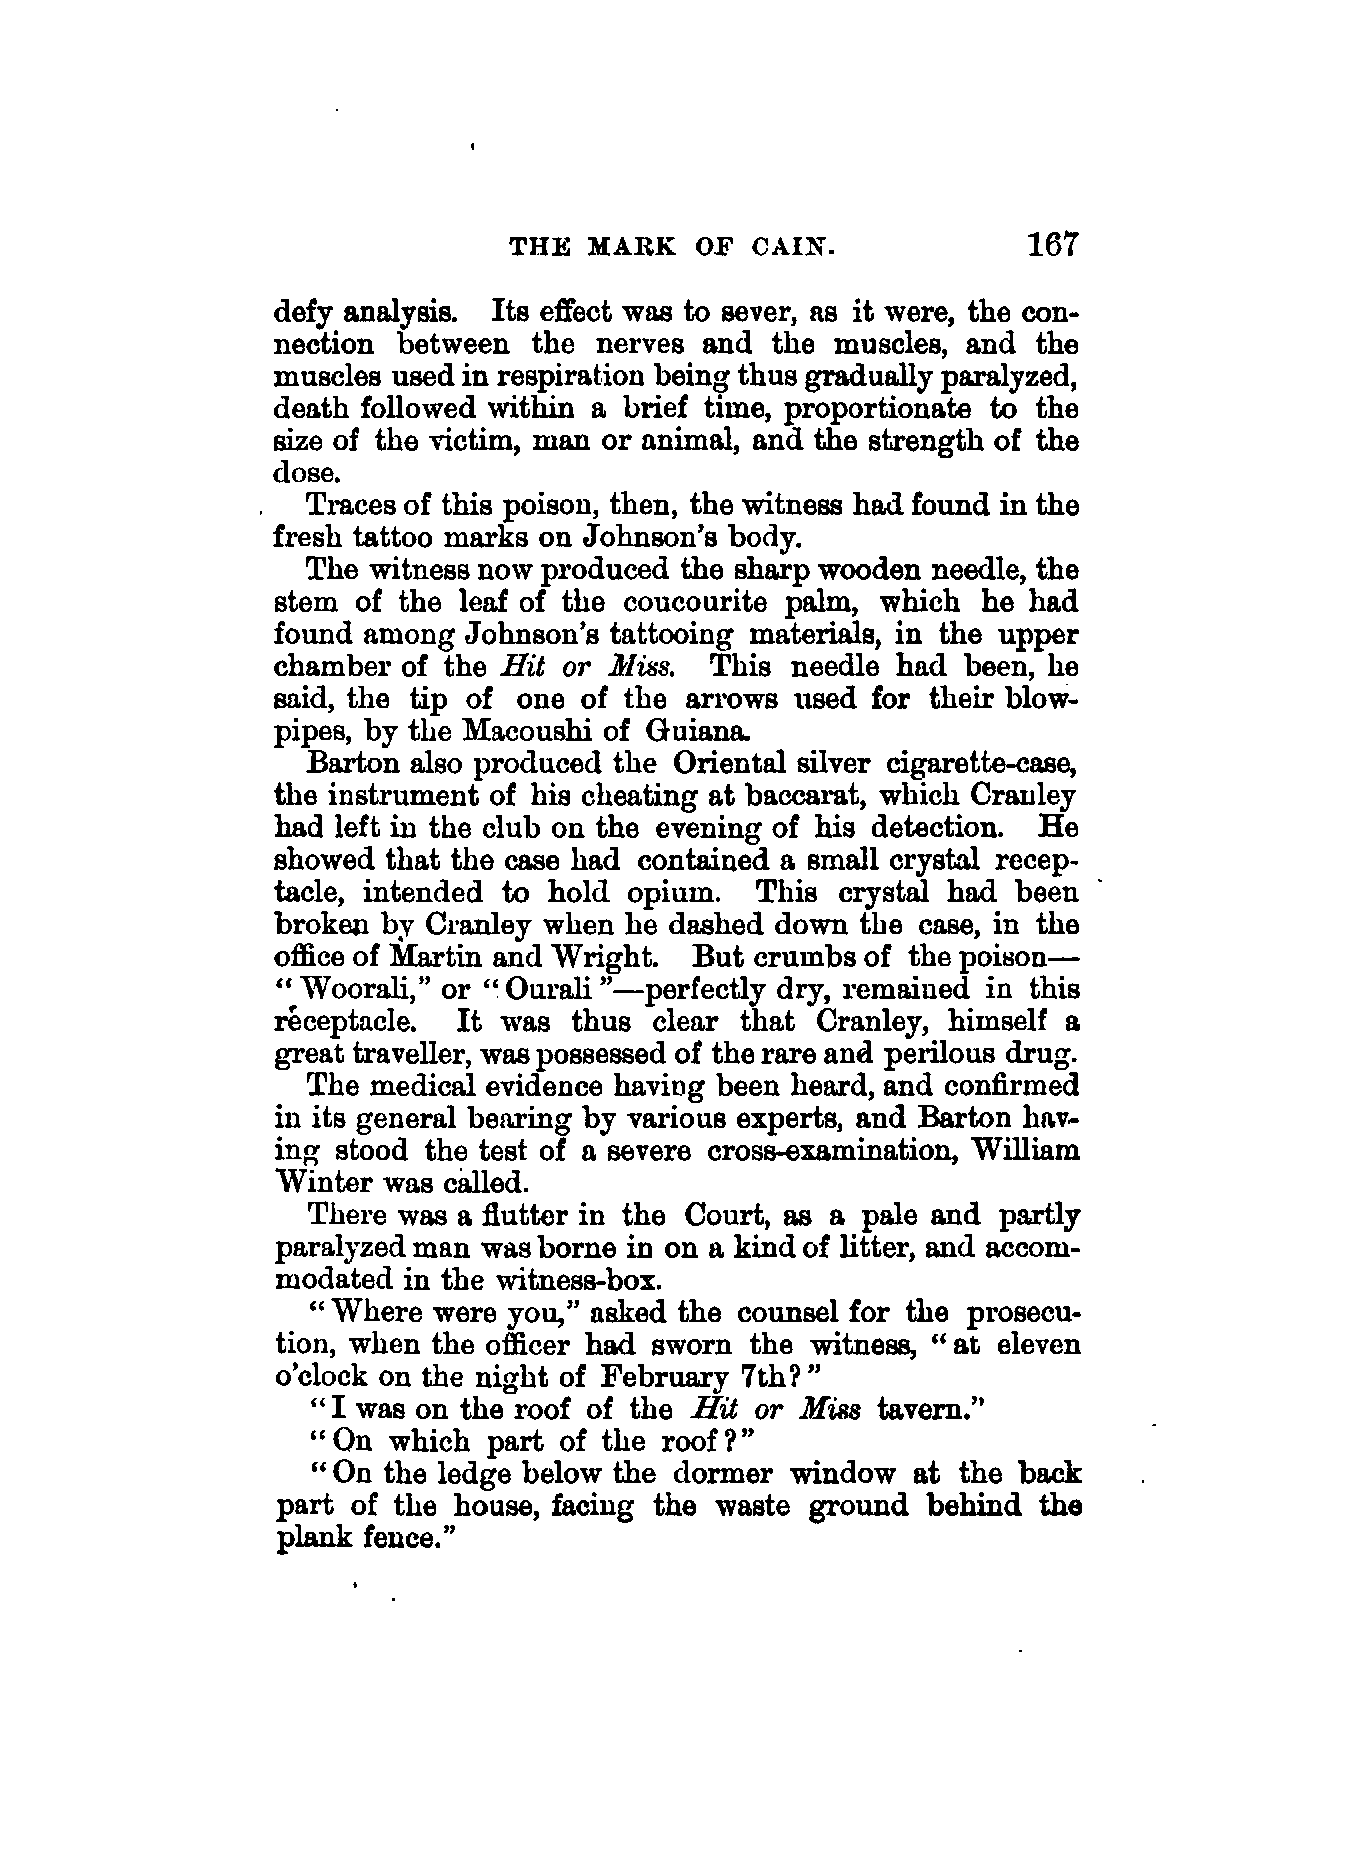 THE MARK OF CAIN. 167
defy analysis. Its effect was to sever, as it were, the con-
nection between the nerves and the muscles, and the
muscles used in respiration being thus gradually paralyzed,
death followed within a brief time, proportionate to the
size of the victim, man or animal, and the strength of the
dose.
Traces of this poison, then, the witness had found in the
fresh tattoo marks on Johnson's body.
The witness now produced the sharp wooden needle, the
stem of the leaf of the coucourite palm, which he had
found among Johnson's tattooing materials, in the upper
chamber of the Hit or Miss. This needle had been, he
said, the tip of one of the arrows used for their blow-
pipes, by the Macoushi of Guiana.
Barton also produced the Oriental silver cigarette-case,
the instrument of his cheating at baccarat, which Cranley
had left in the club on the evening of his detection. He
showed that the case had contained a small crystal recep-
tacle, intended to hold opium. This crystal had been
broken by Cranley when he dashed down the case, in the
office of Martin and Wright. But crumbs of the poison—
"Woorali," or "Ourali"—perfectly dry, remained in this
receptacle. It was thus clear that Cranley, himself a
great traveller, was possessed of the rare and perilous drug.
The medical evidence having been heard, and confirmed
in its general bearing by various experts, and Barton hav-
ing stood the test of a severe cross-examination, William
Winter was called.
There was a flutter in the Court, as a pale and partly
paralyzed man was borne in on a kind of litter, and accom-
modated in the witness-box.
"Where were you," asked the counsel for the prosecu-
tion, when the officer had sworn the witness, "at eleven
o'clock on the night of February 7th?"
"I was on the roof of the Hit or Miss tavern."
"On which part of the roof?"
"On the ledge below the dormer window at the back
part of the house, facing the waste ground behind the
plank fence."